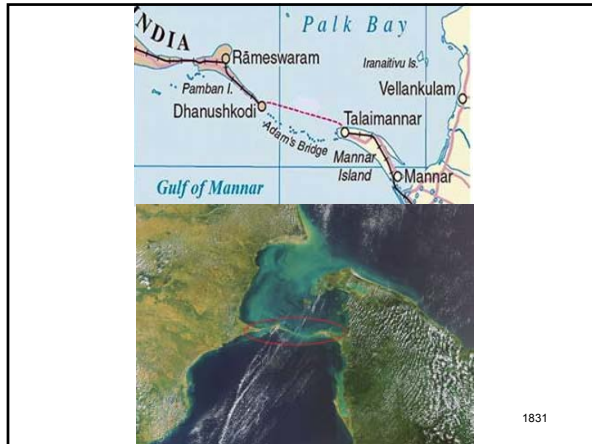 NDIA
Palk Bay
Rāmeswaram
Iranaitivu Is.
Pamban I.
Vellankulam
Dhanushkodi
Talaimannar
Adam's Bridge
Mannar
Island
Mannar
Gulf of Mannar
1831